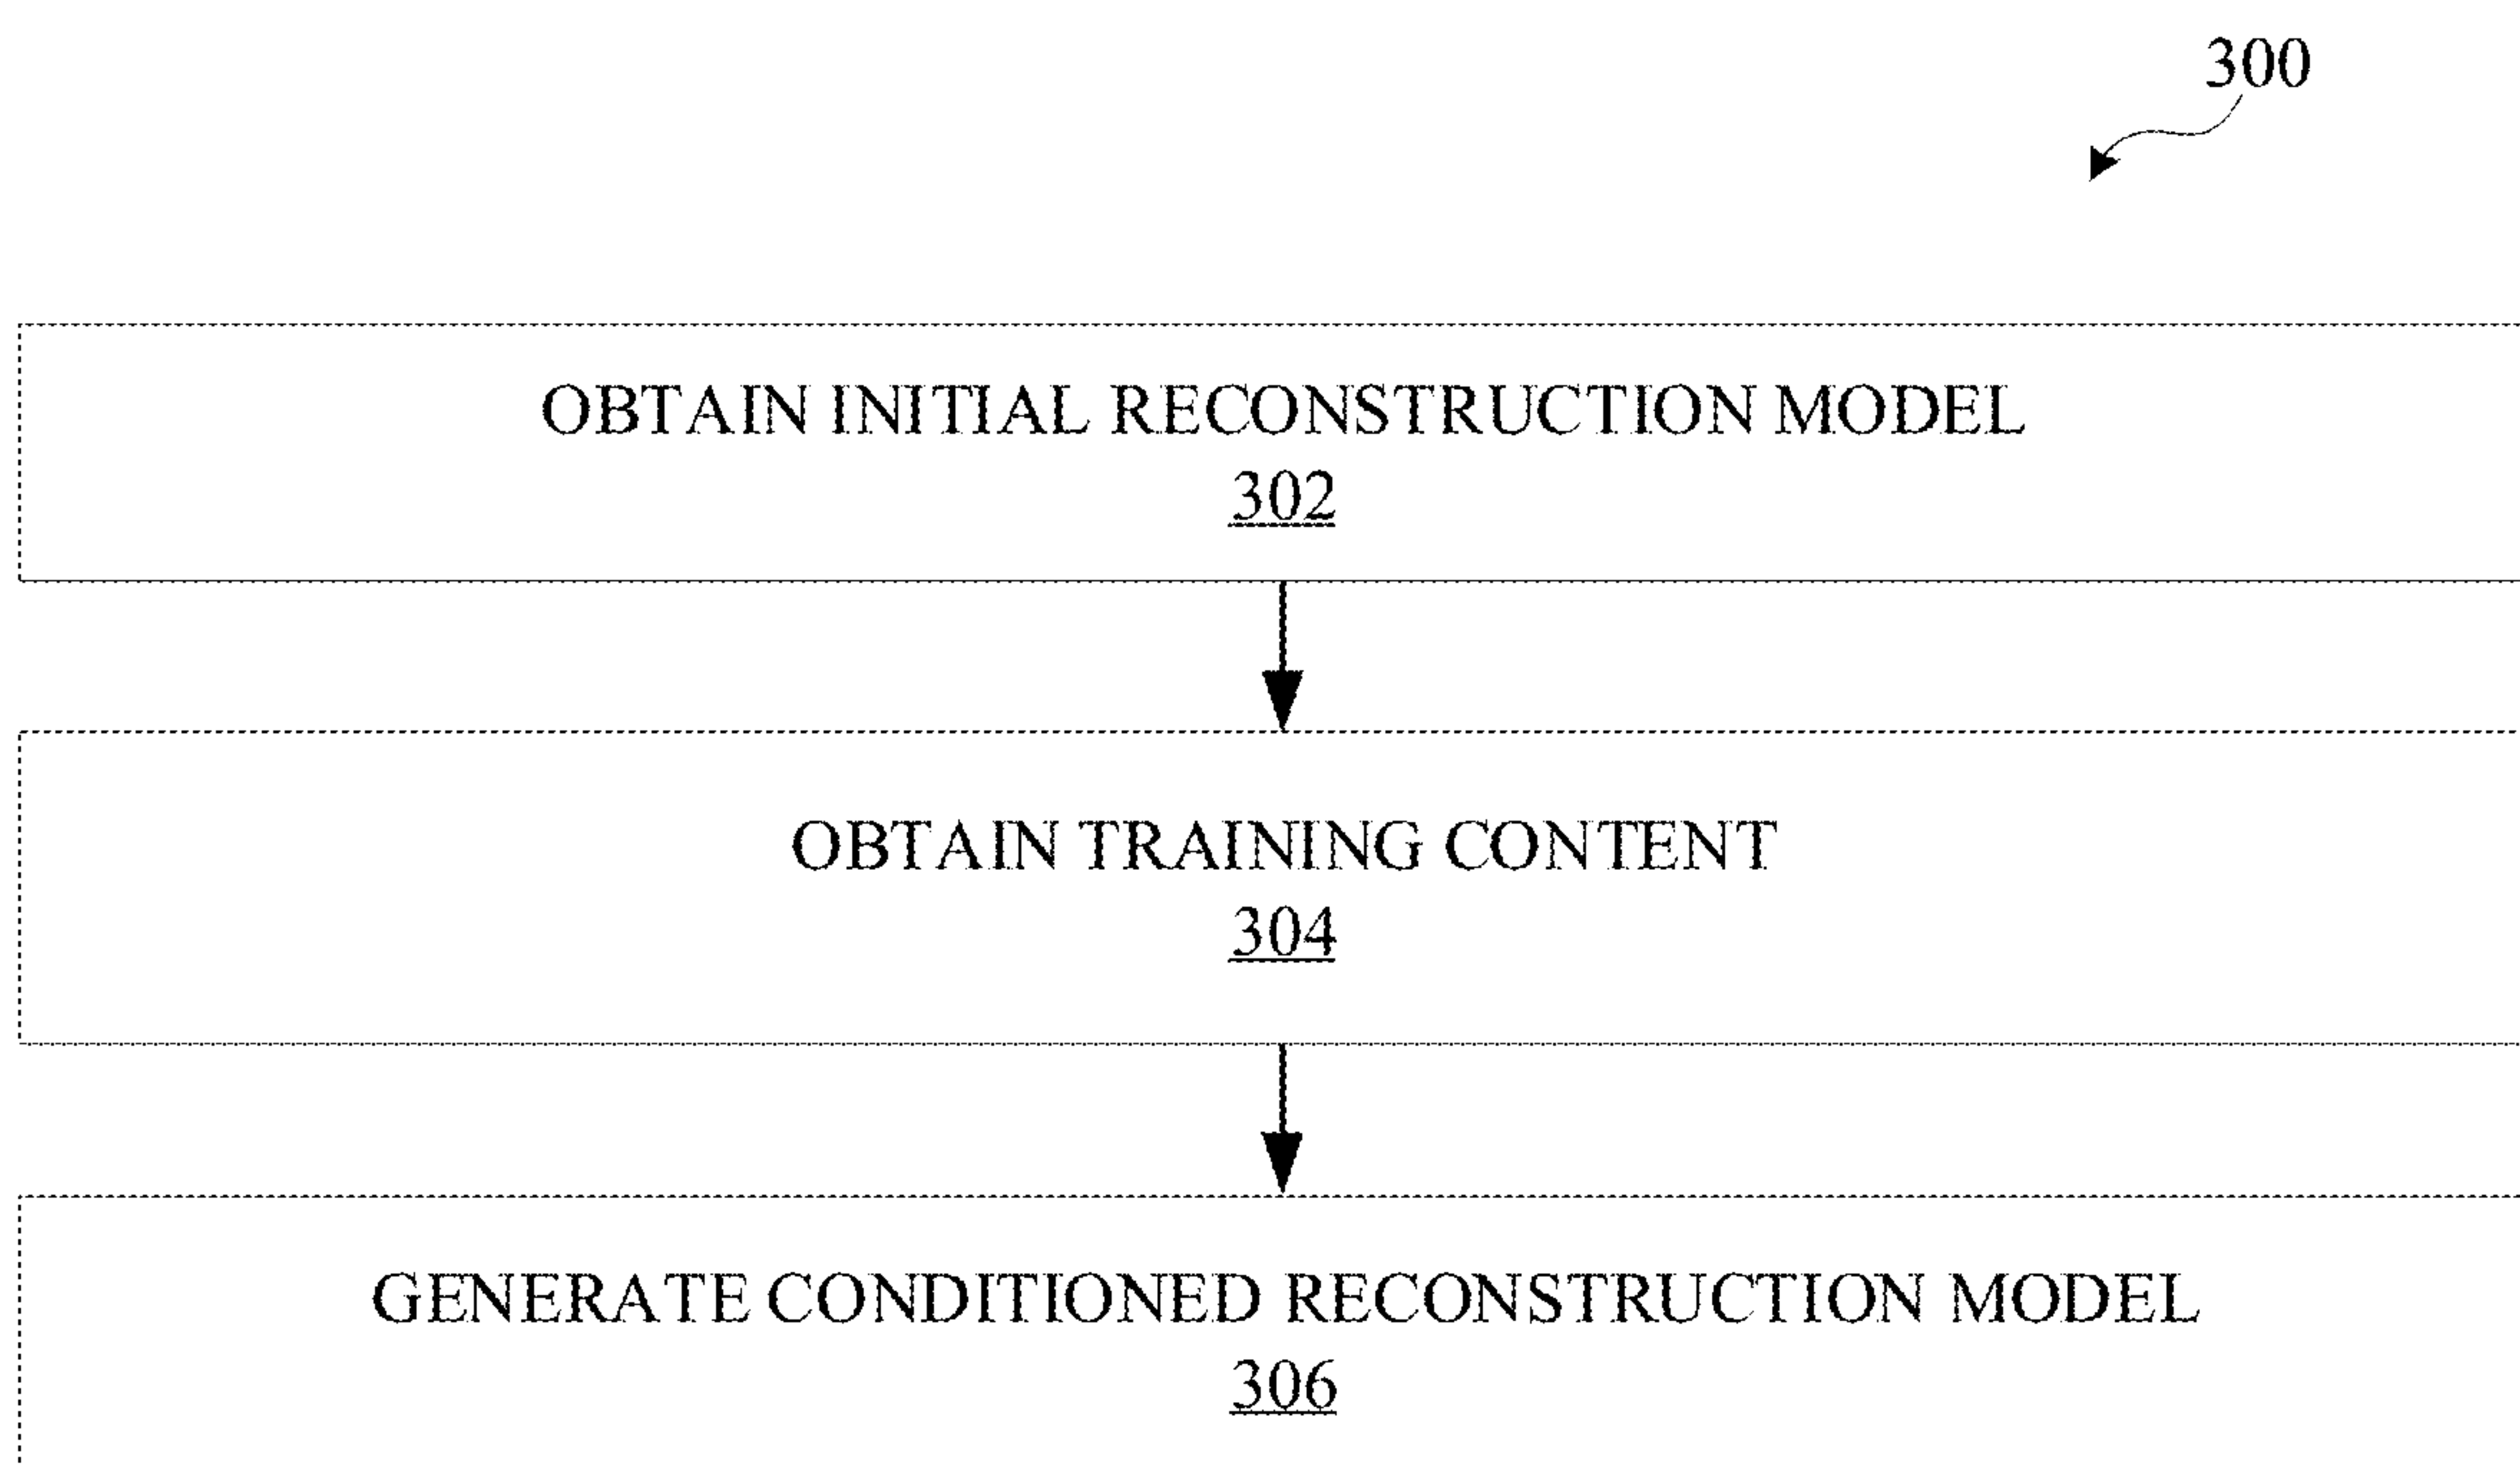 300
OBTAIN INITIAL RECONSTRUCTION MODEL
302
OBTAIN TRAINING CONTENT
304
GENERATE CONDITIONED RECONSTRUCTION MODEL
306